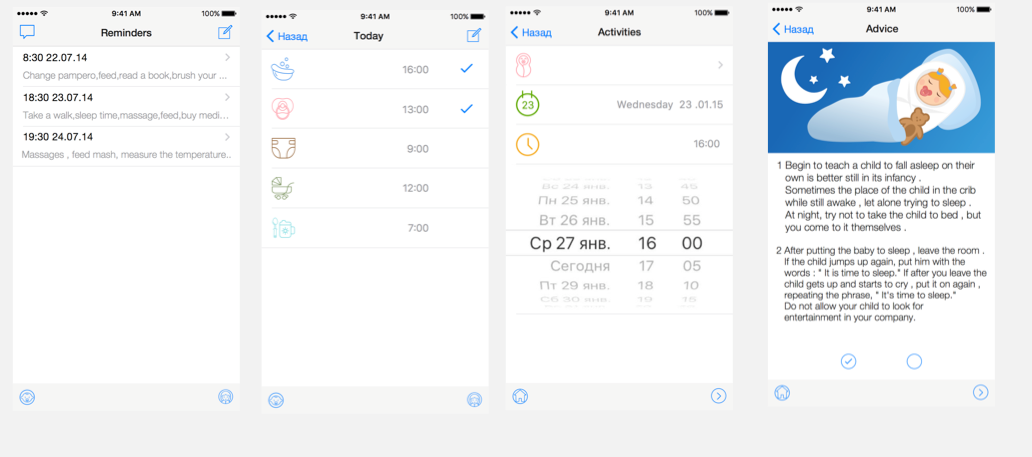 9:41 AM
100%
Reminders
8:30 22.07.14
Change pampero,feed,read a book,brush your ...
18:30 23.07.14
Take a walk,sleep time,massage,feed,buy medi...
19:30 24.07.14
Massages , feed mash, measure the temperature..
9:41 AM
100%
Назад
Today
16:00
13:00
9:00
12:00
7:00
9:41 AM
100%
Назад
Activities
23
Wednesday 23 .01.15
16:00
Вс 24 янв. 13 45
Пн 25 янв. 14 50
Вт 26 янв. 15 55
Ср 27 янв. 16 00
Сегодня 17 05
Пт 29 янв. 18 10
Сб 30 янв. 19 15
9:41 AM
100%
Назад
Advice
1 Begin to teach a child to fall asleep on their
own is better still in its infancy .
Sometimes the place of the child in the crib
while still awake , let alone trying to sleep .
At night, try not to take the child to bed , but
you come to it themselves .
2 After putting the baby to sleep , leave the room .
If the child jumps up again, put him with the
words : " It is time to sleep." If after you leave the
child gets up and starts to cry , put it on again ,
repeating the phrase, " It's time to sleep."
Do not allow your child to look for
entertainment in your company.